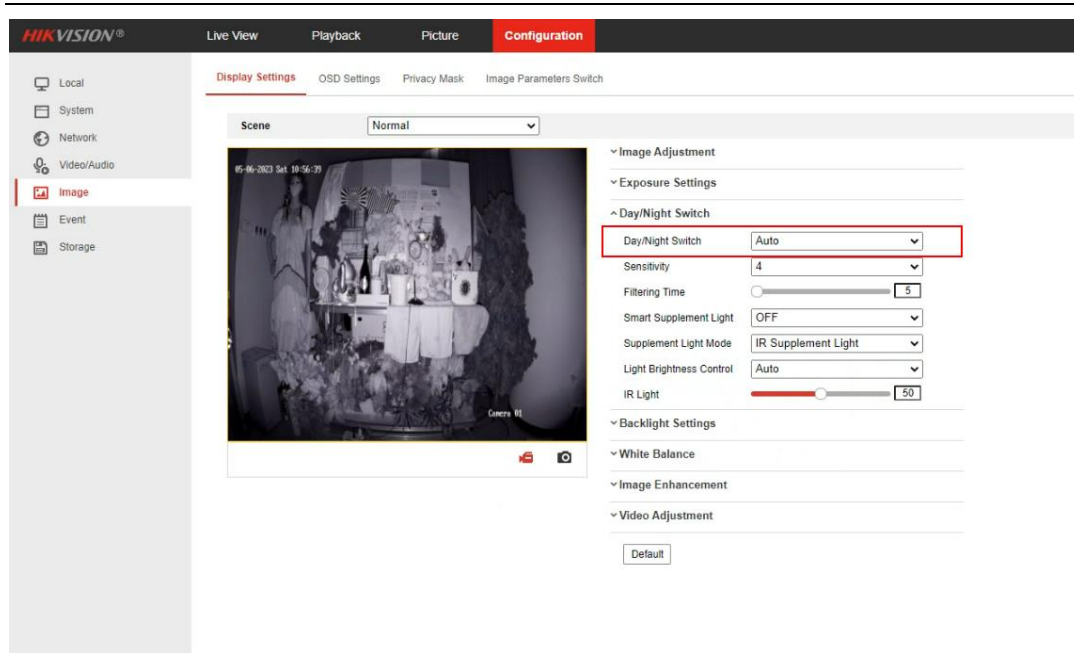 HIKVISION®
Live View
Playback
Picture
Configuration
Local
System
Network
Video/Audio
Image
Event
Storage
Display Settings
OSD Settings
Privacy Mask
Image Parameters Switch
Scene
Normal
05-06-2023 Sat 10:56:39
Camera 01
Image Adjustment
Exposure Settings
Day/Night Switch
Day/Night Switch
Auto
Sensitivity
4
Filtering Time
5
Smart Supplement Light
OFF
Supplement Light Mode
IR Supplement Light
Light Brightness Control
Auto
IR Light
50
Backlight Settings
White Balance
Image Enhancement
Video Adjustment
Default